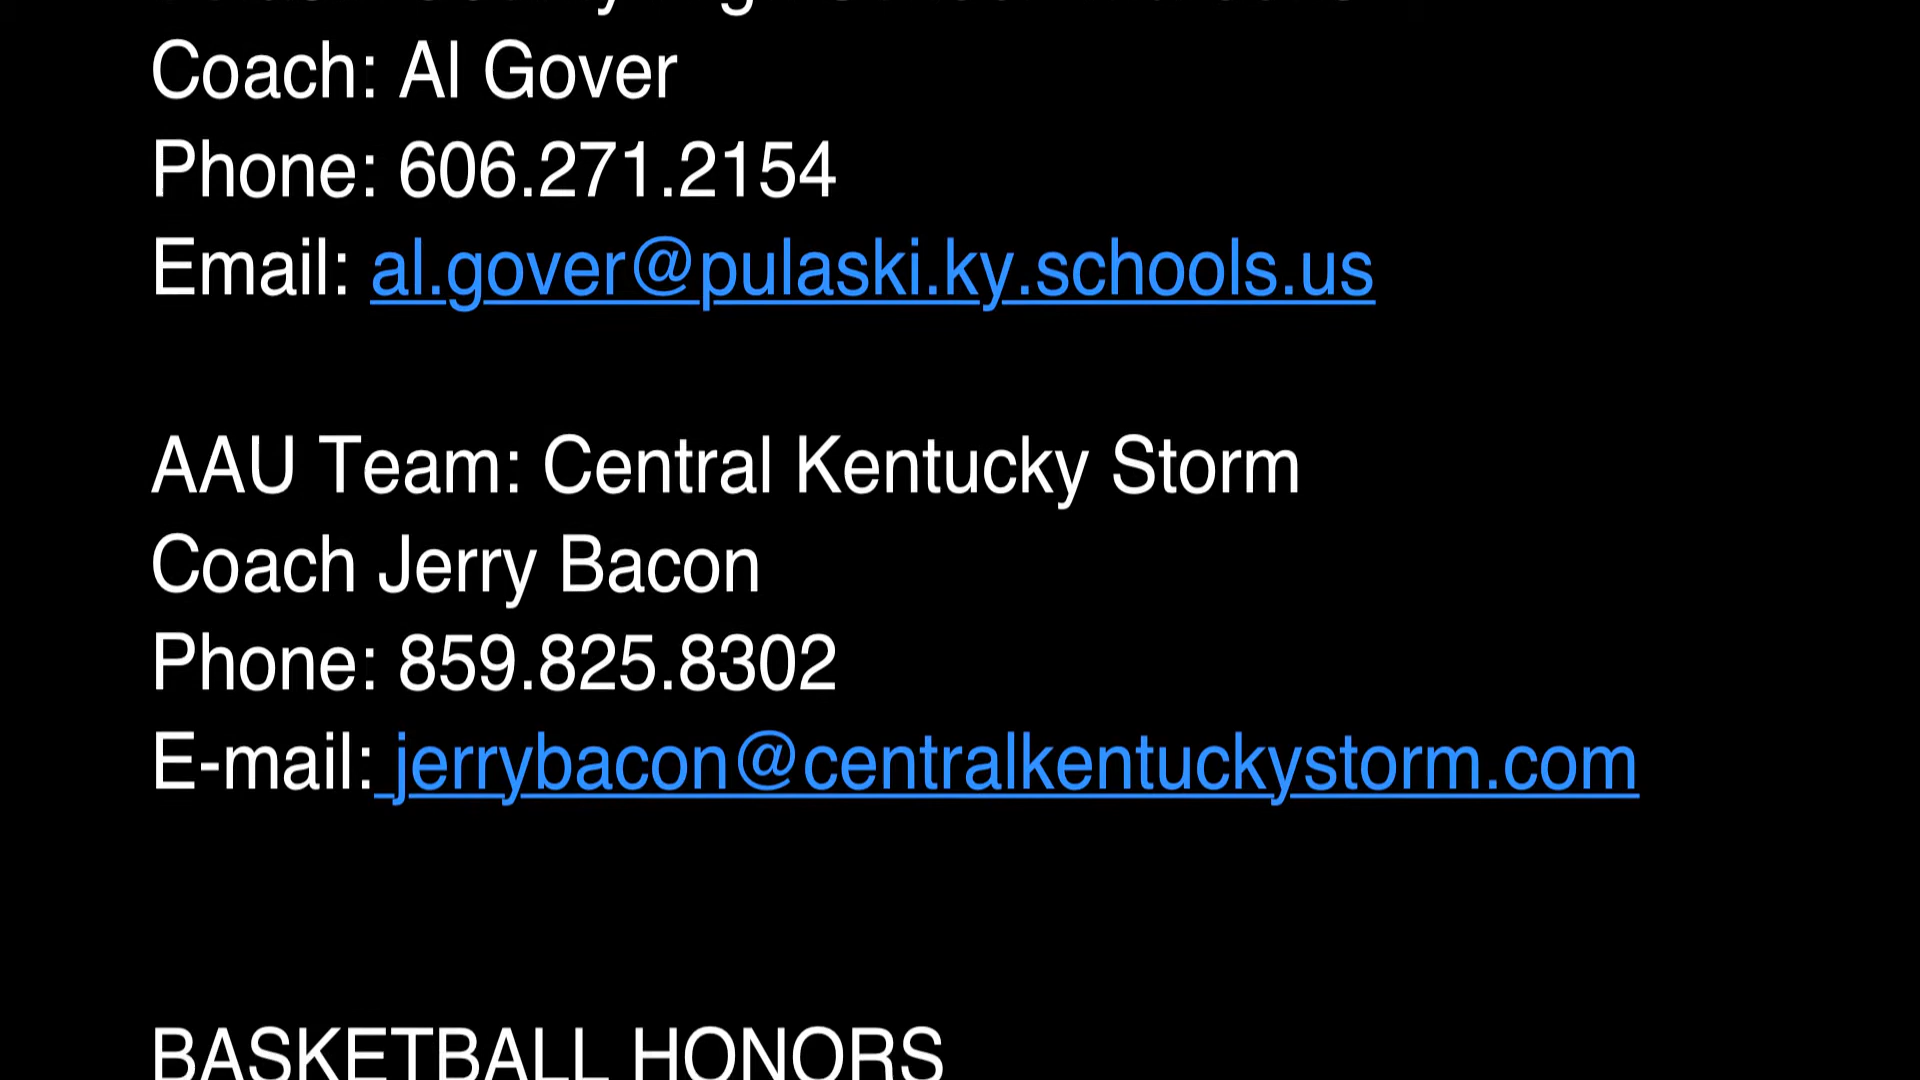 Coach: Al Gover
Phone: 606.271.2154
Email: al.gover@pulaski.ky.schools.us
AAU Team: Central Kentucky Storm
Coach Jerry Bacon
Phone: 859.825.8302
E-mail: jerrybacon@centralkentuckystorm.com
BASKETBALL HONORS